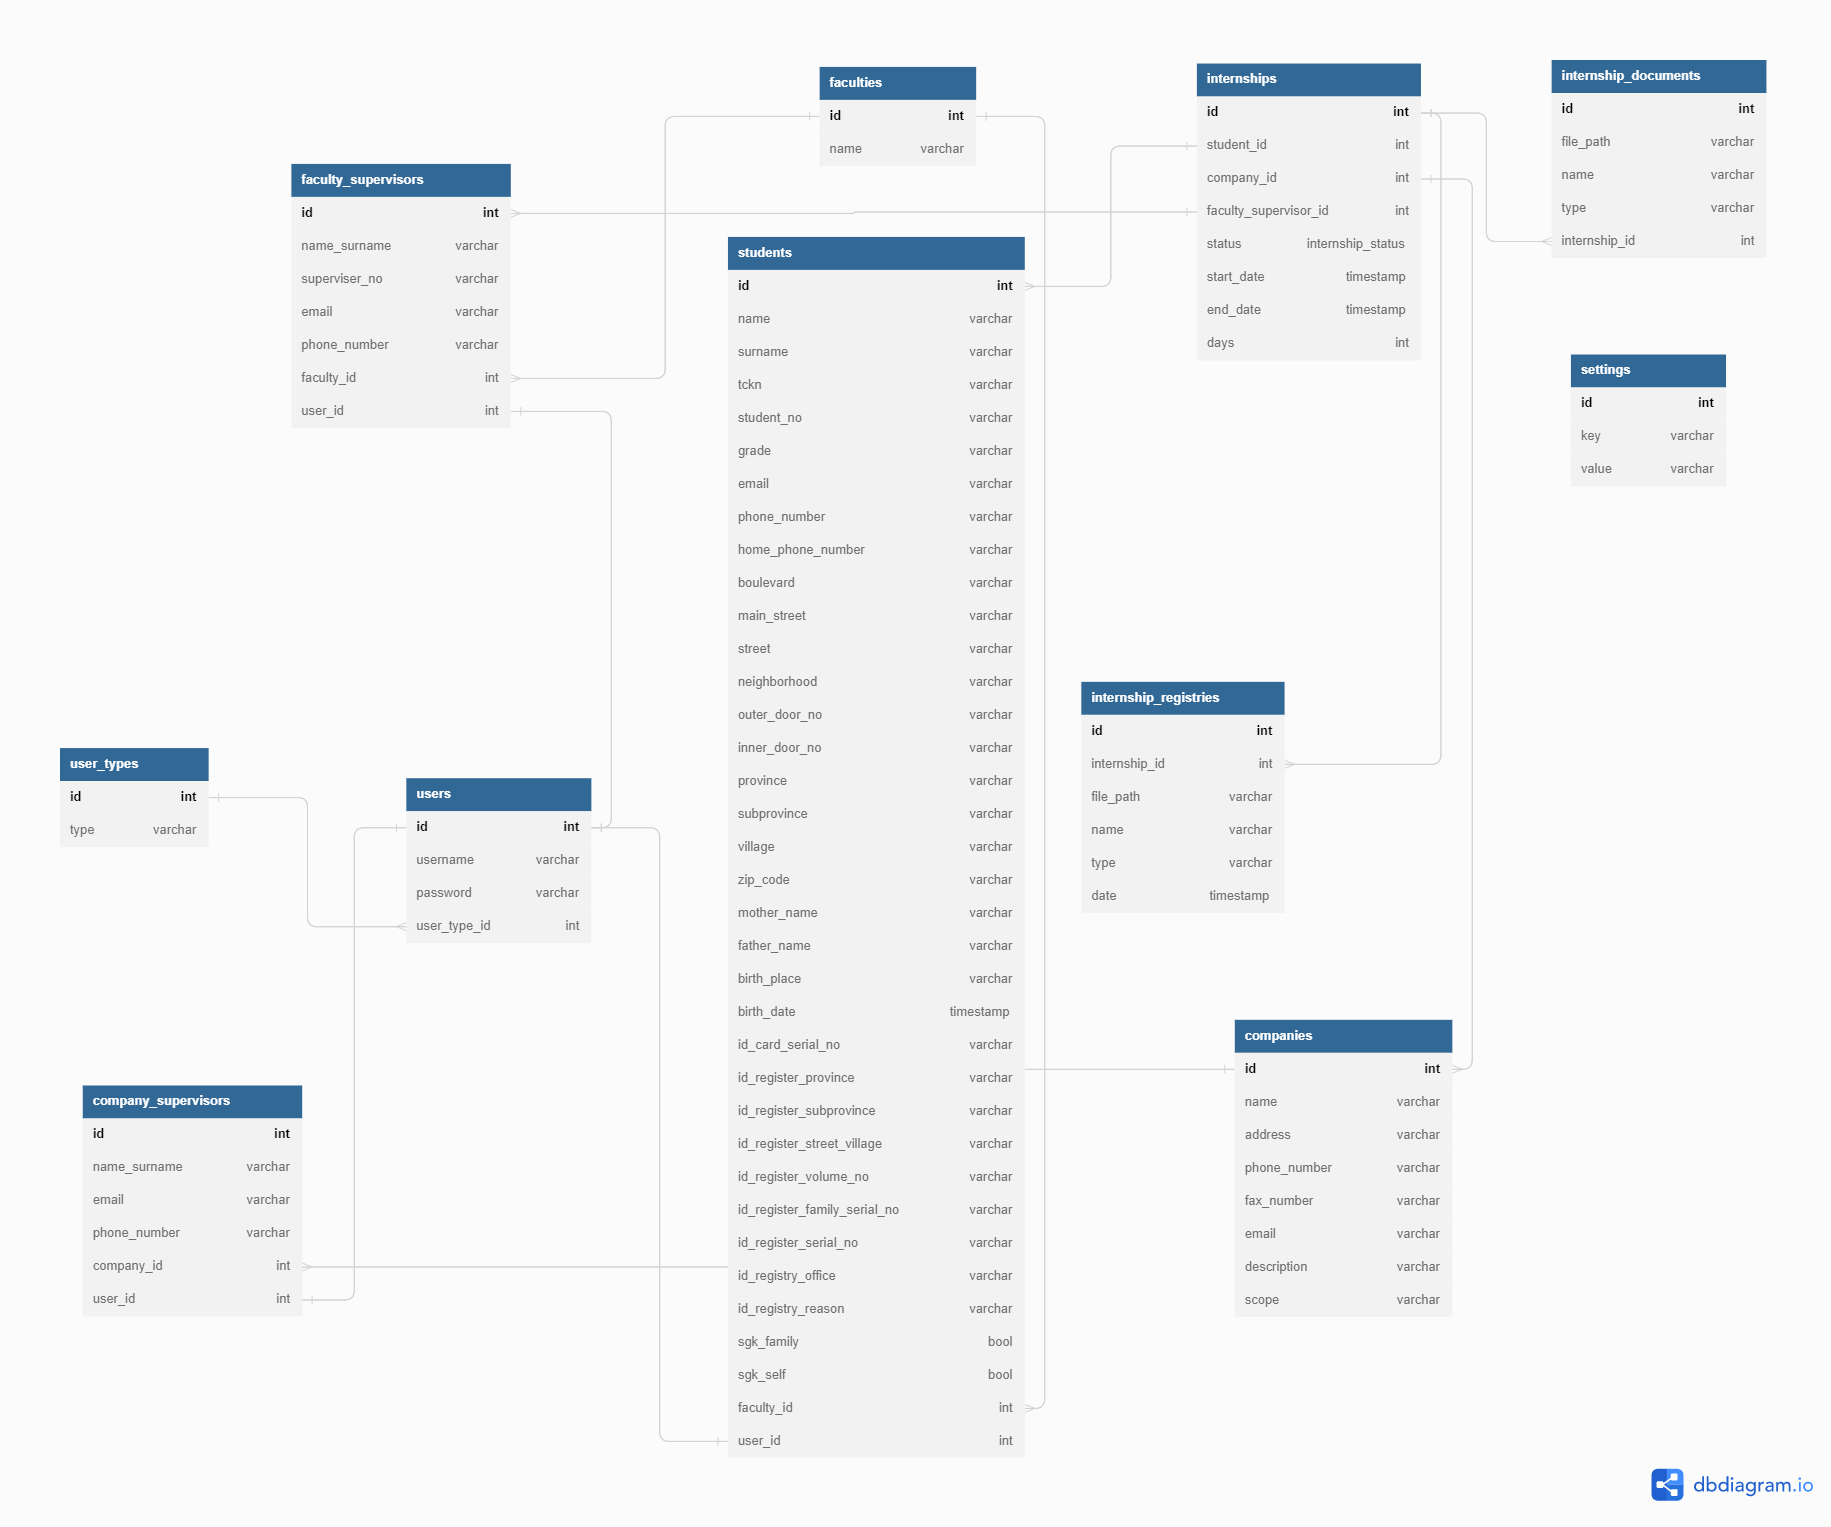 faculties
id int
name varchar
internships
id int
student_id int
company_id int
faculty_supervisor_id int
status internship_status
start_date timestamp
end_date timestamp
days int
internship_documents
id int
file_path varchar
name varchar
type varchar
internship_id int
faculty_supervisors
id int
name_surname varchar
superviser_no varchar
email varchar
phone_number varchar
faculty_id int
user_id int
students
id int
name varchar
surname varchar
tckn varchar
student_no varchar
grade varchar
email varchar
phone_number varchar
home_phone_number varchar
boulevard varchar
main_street varchar
street varchar
neighborhood varchar
outer_door_no varchar
inner_door_no varchar
province varchar
subprovince varchar
village varchar
zip_code varchar
mother_name varchar
father_name varchar
birth_place varchar
birth_date timestamp
id_card_serial_no varchar
id_register_province varchar
id_register_subprovince varchar
id_register_street_village varchar
id_register_volume_no varchar
id_register_family_serial_no varchar
id_register_serial_no varchar
id_registry_office varchar
id_registry_reason varchar
sgk_family bool
sgk_self bool
faculty_id int
user_id int
settings
id int
key varchar
value varchar
internship_registries
id int
internship_id int
file_path varchar
name varchar
type varchar
date timestamp
user_types
id int
type varchar
users
id int
username varchar
password varchar
user_type_id int
companies
id int
name varchar
address varchar
phone_number varchar
fax_number varchar
email varchar
description varchar
scope varchar
company_supervisors
id int
name_surname varchar
email varchar
phone_number varchar
company_id int
user_id int
dbdiagram.io